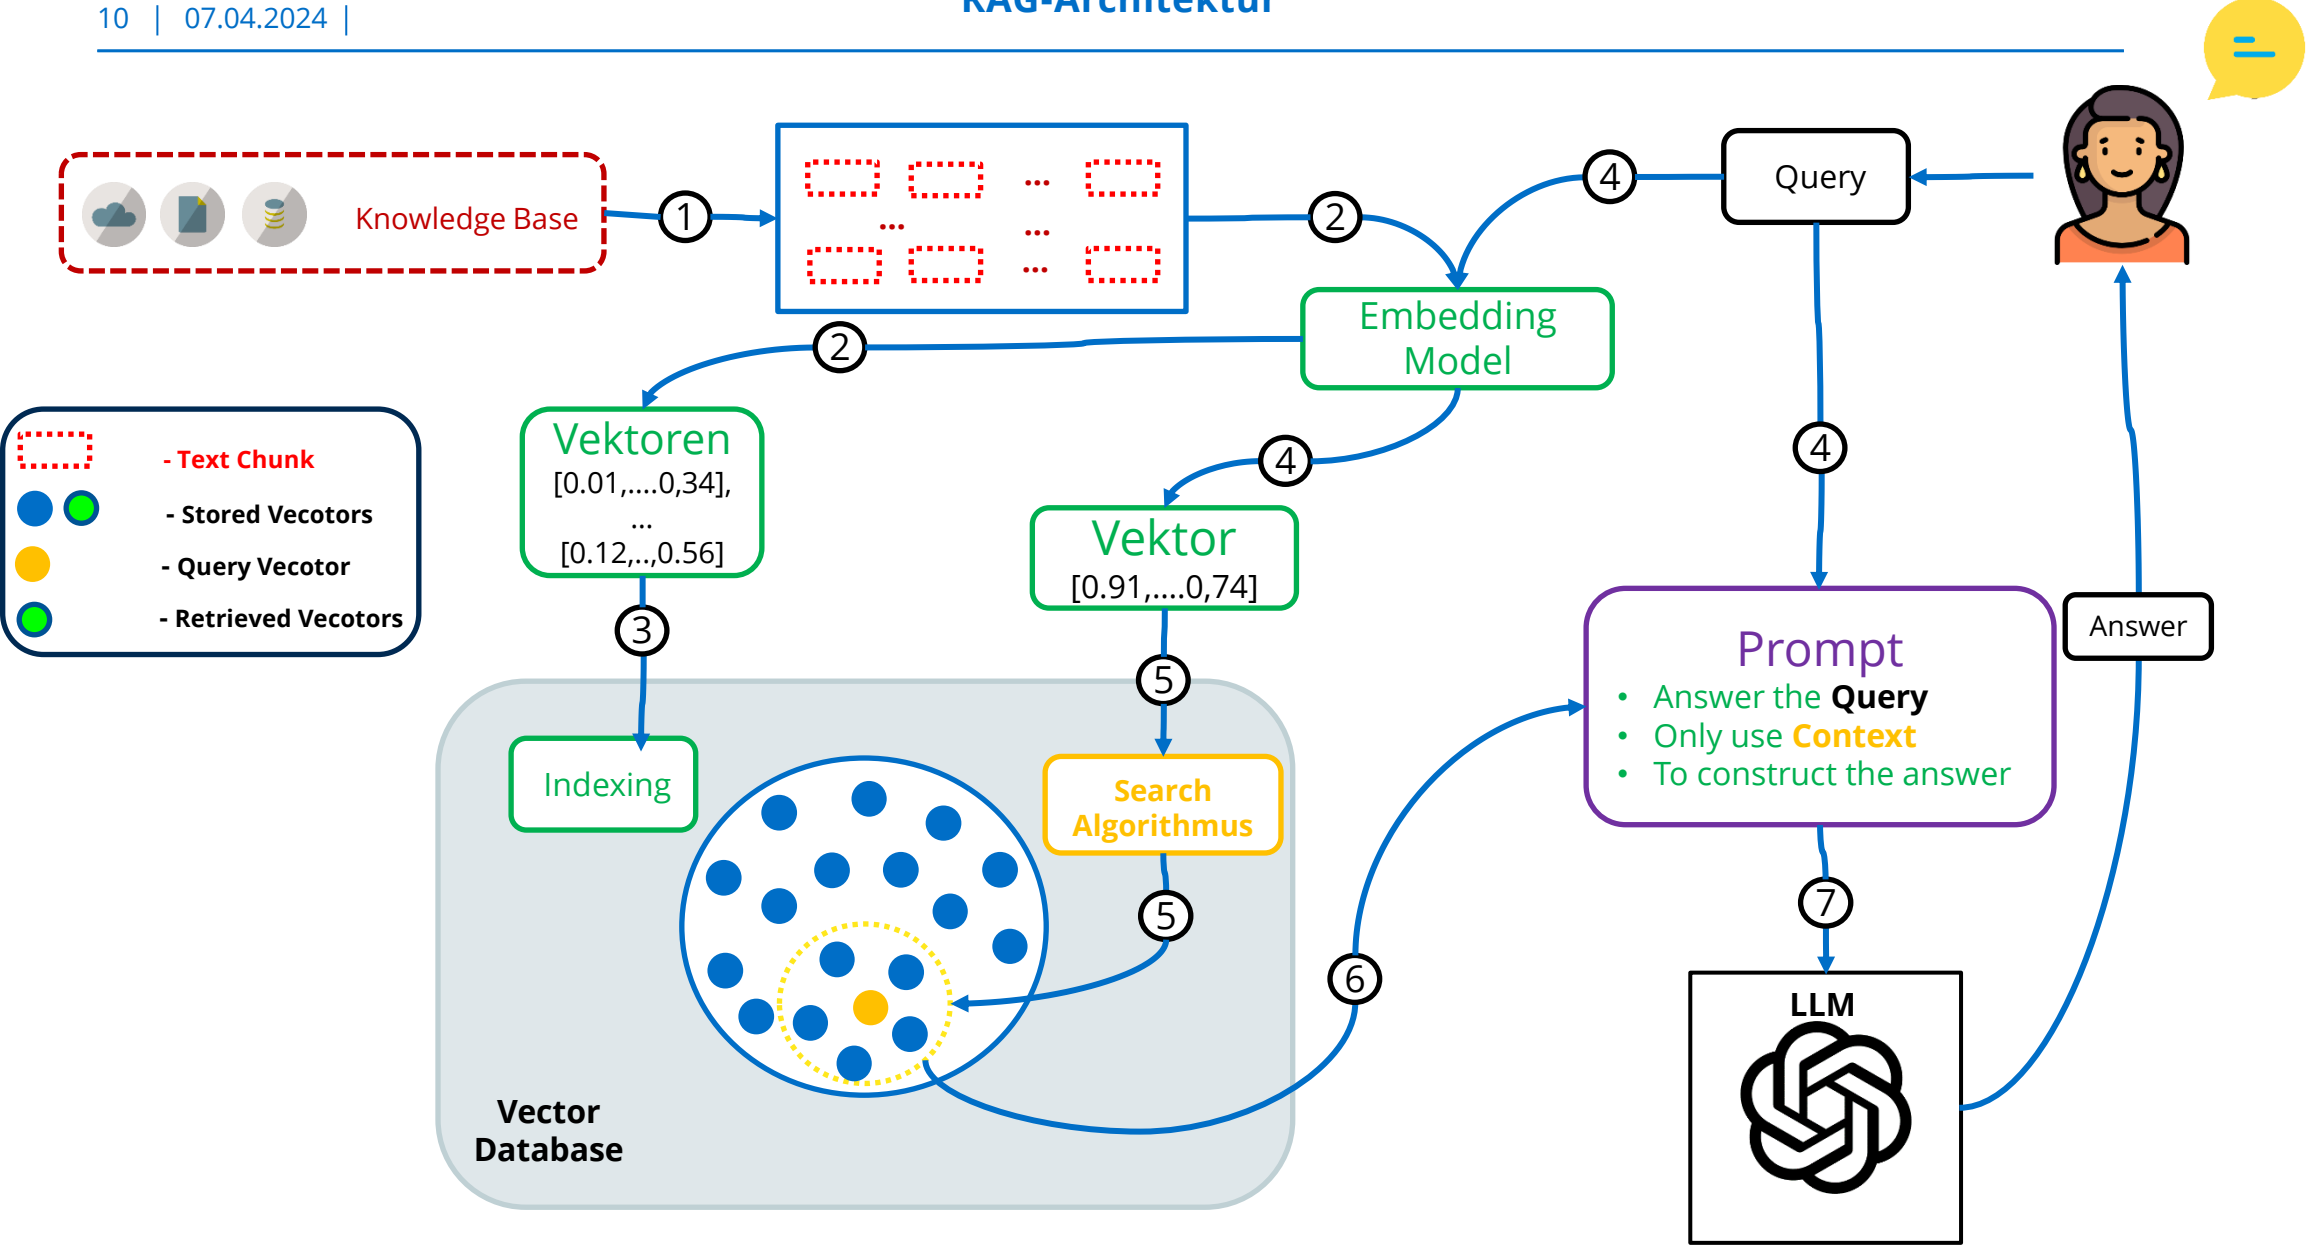 10 | 07.04.2024 |
RAG-Architektur
Knowledge Base
1
...
...
...
...
2
4
Query
Embedding
Model
2
Vektoren
[0.01,....0,34],
...
[0.12,..,0.56]
4
4
- Text Chunk
- Stored Vecotors
- Query Vecotor
- Retrieved Vecotors
Vektor
[0.91,....0,74]
3
5
Answer
Prompt
• Answer the Query
• Only use Context
• To construct the answer
Indexing
Search
Algorithmus
5
6
7
LLM
Vector
Database